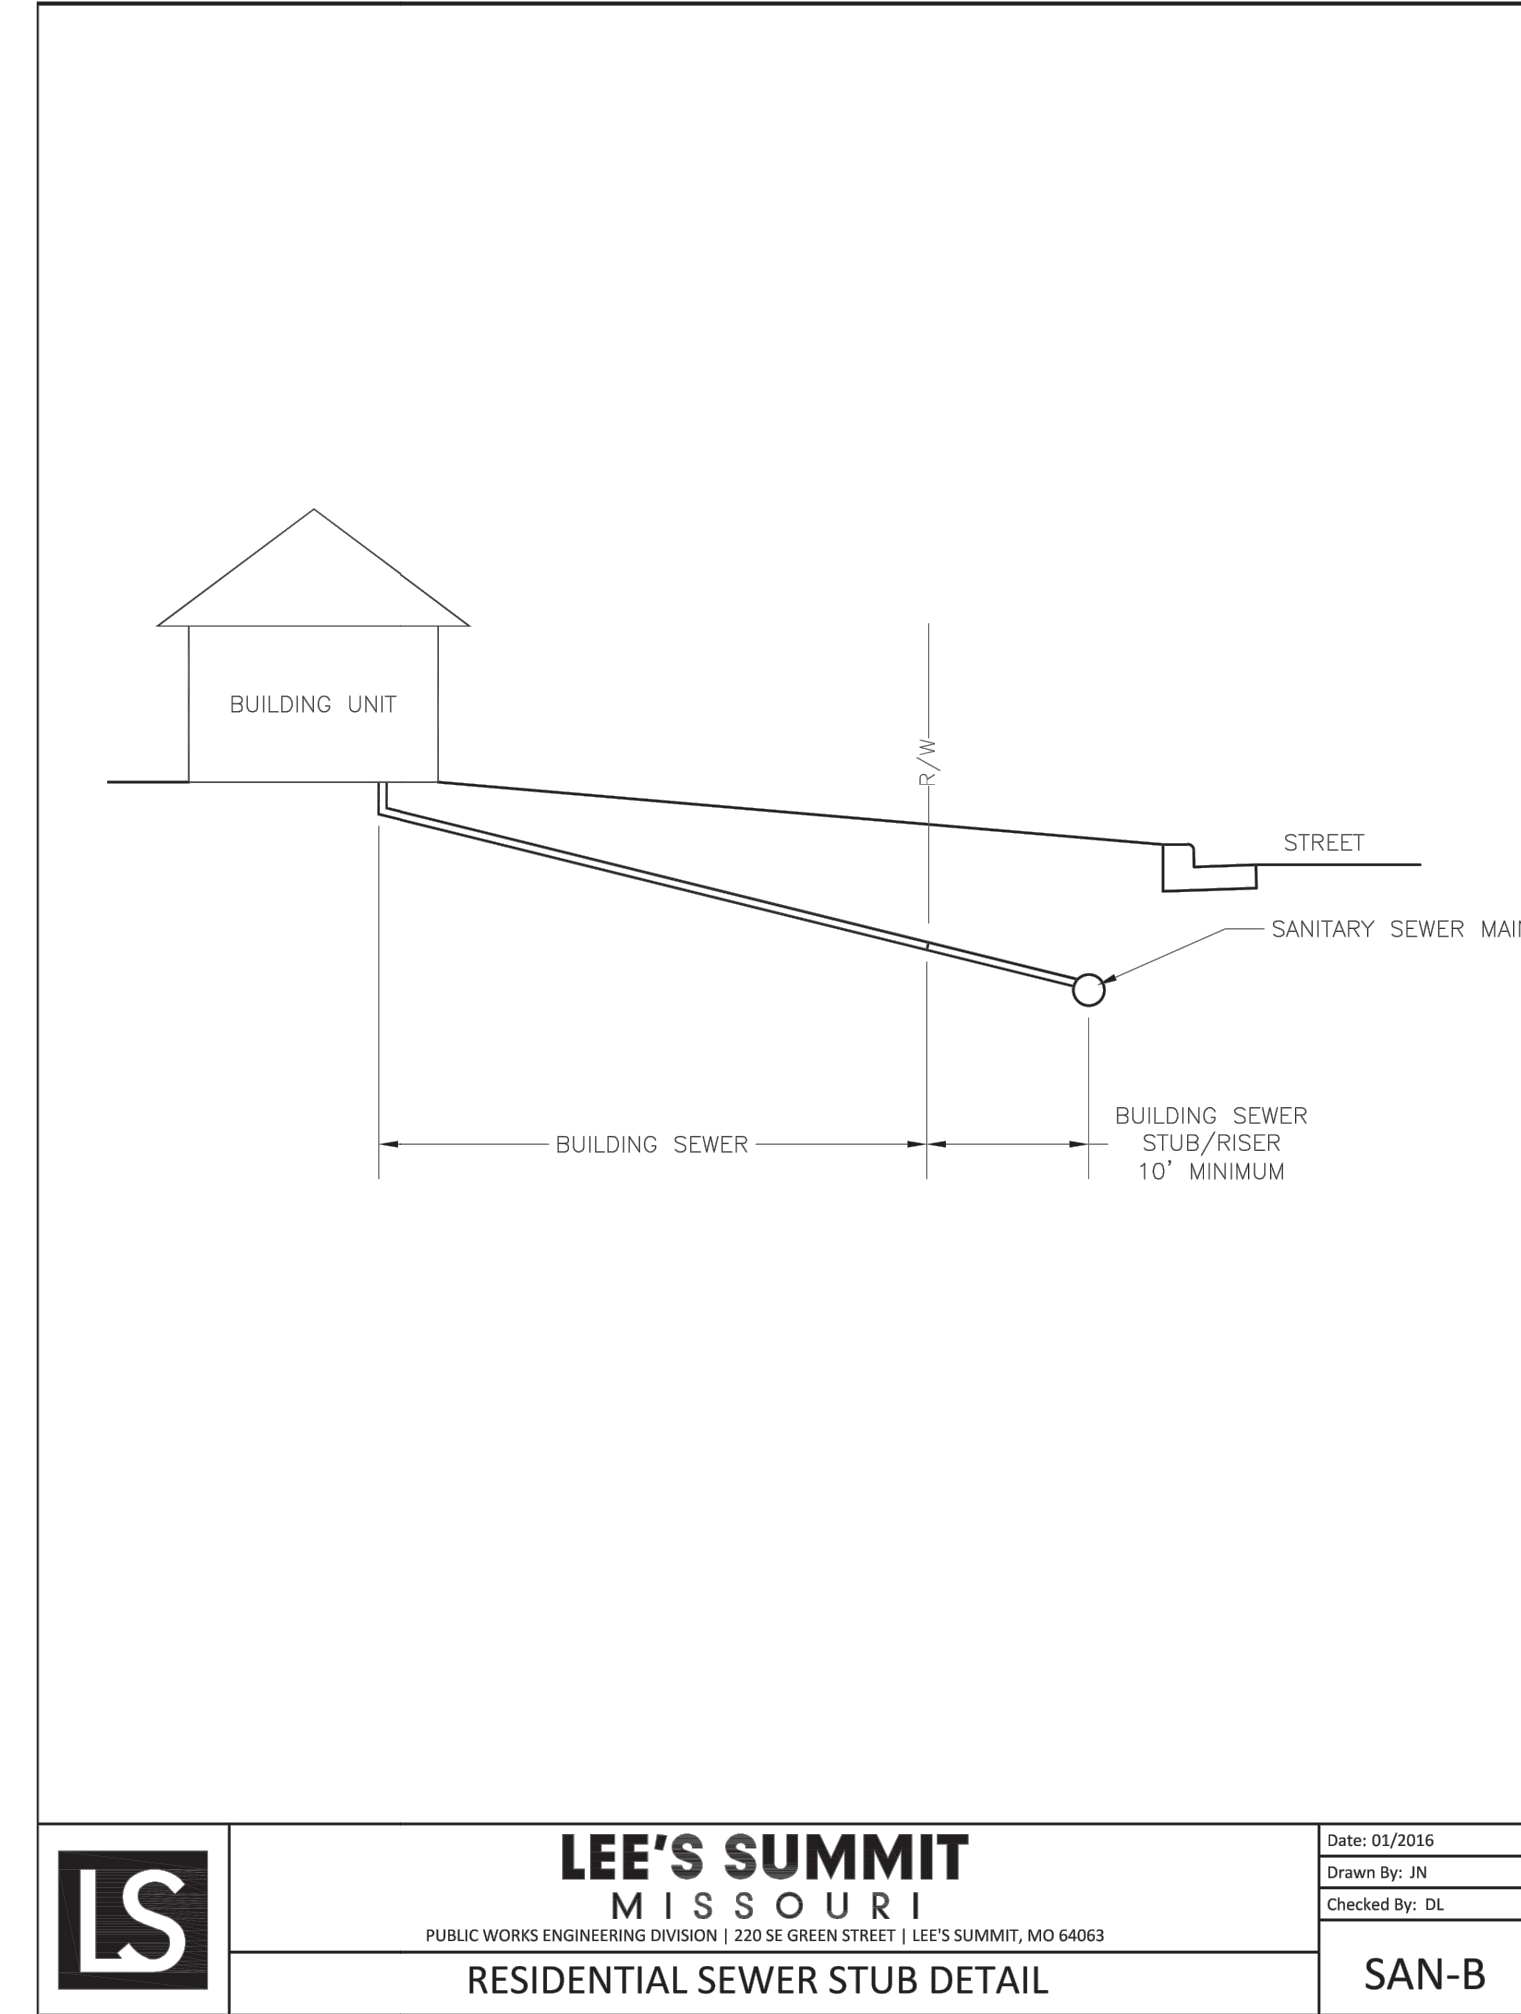 BUILDING UNIT
R/W
STREET
SANITARY SEWER MAI
BUILDING SEWER
BUILDING SEWER
STUB/RISER
10' MINIMUM
LS
LEE'S SUMMIT
MISSOURI
PUBLIC WORKS ENGINEERING DIVISION | 220 SE GREEN STREET | LEE'S SUMMIT, MO 64063
RESIDENTIAL SEWER STUB DETAIL
Date: 01/2016
Drawn By: JN
Checked By: DL
SAN-B